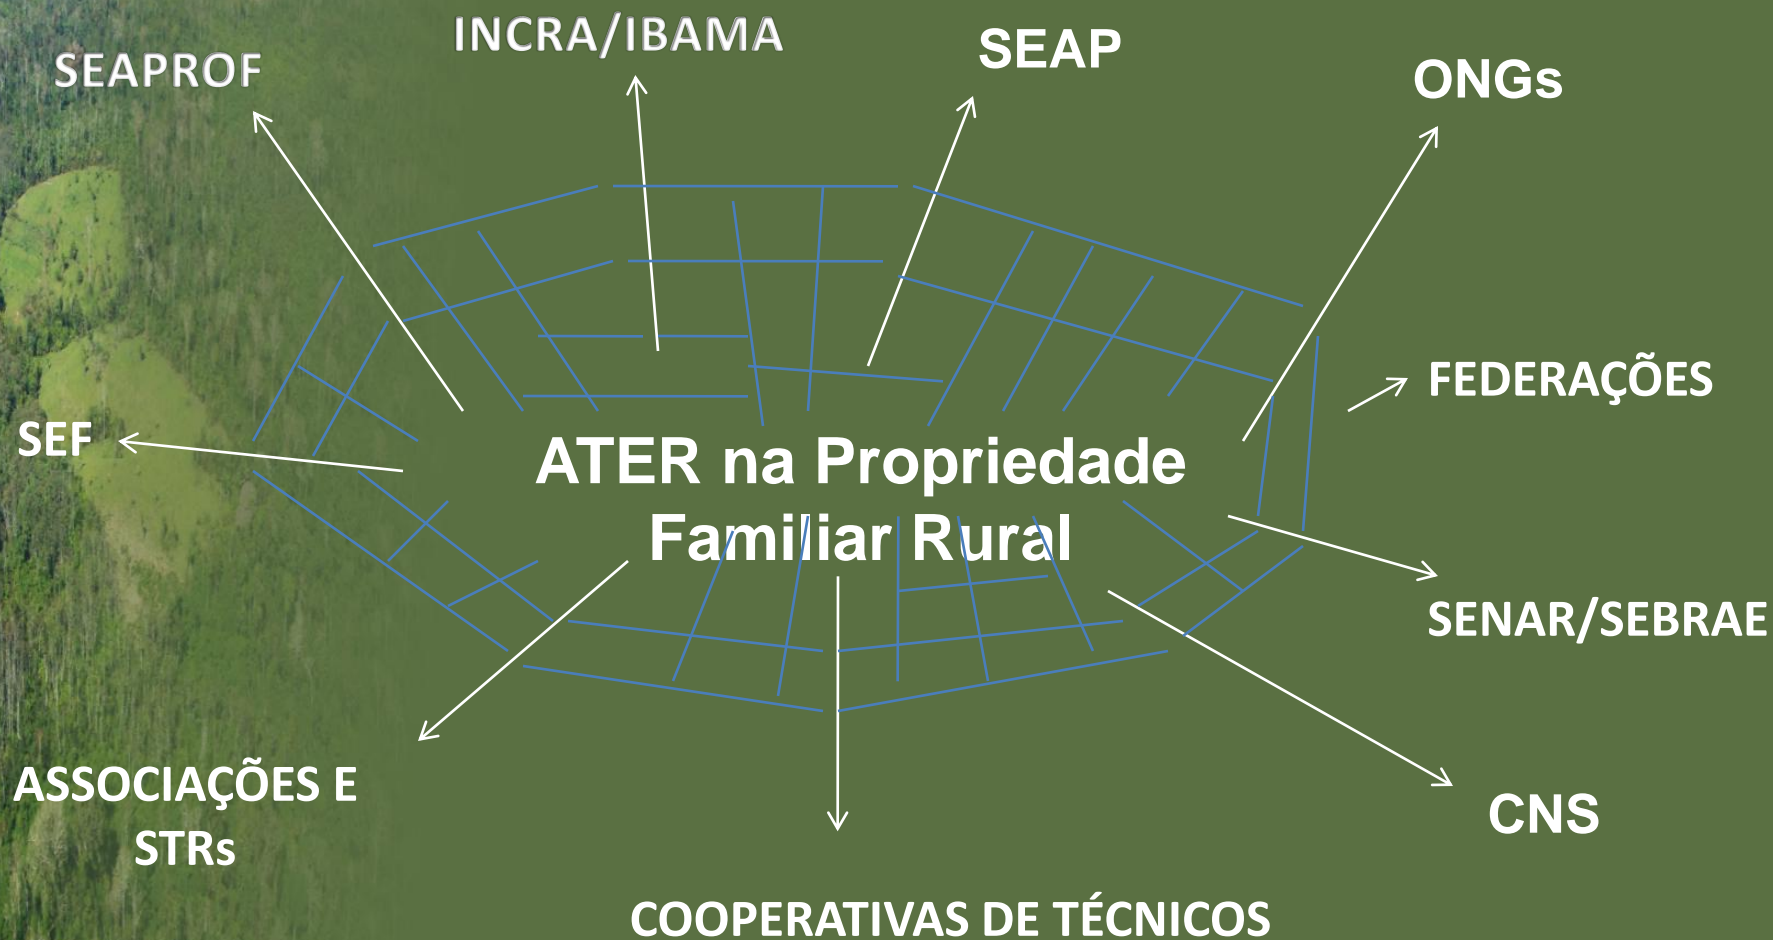 INCRA/IBAMA
SEAPROF
SEAP
ONGs
FEDERAÇÕES
SEF
ATER na Propriedade
Familiar Rural
SENAR/SEBRAE
ASSOCIAÇÕES E
STRs
CNS
COOPERATIVAS DE TÉCNICOS